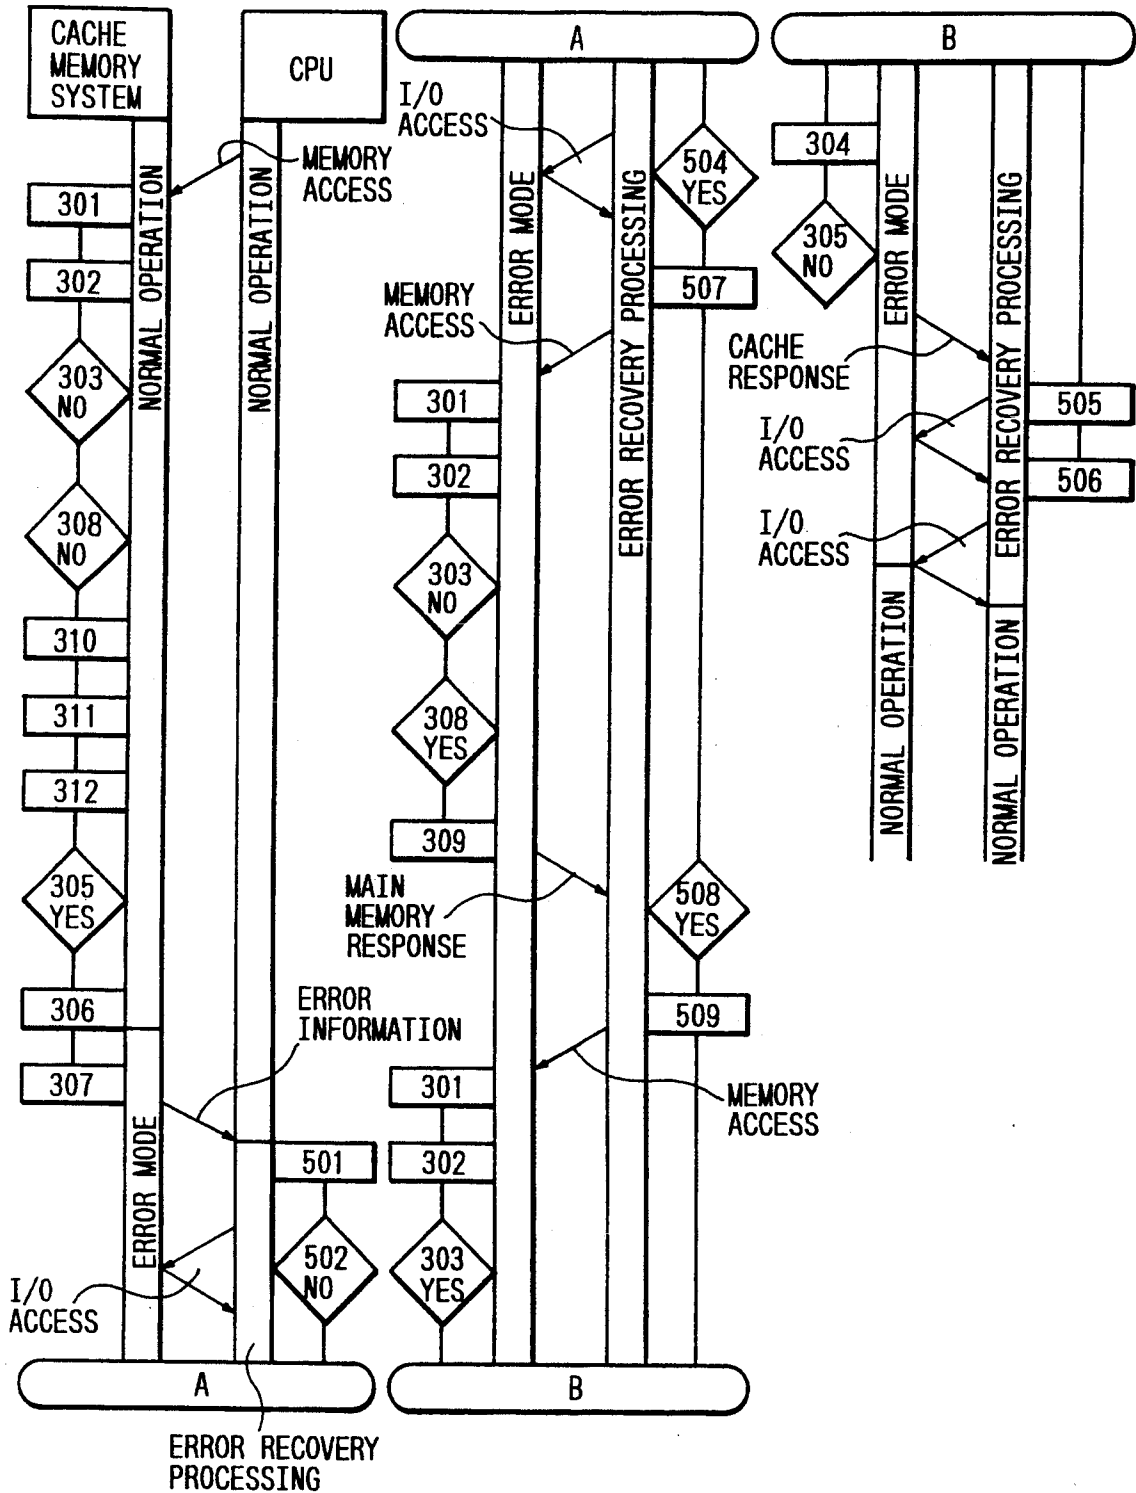 CACHE
MEMORY
SYSTEM
CPU
MEMORY
ACCESS
NORMAL OPERATION
NORMAL OPERATION
301
302
303
NO
308
NO
310
311
312
305
YES
306
307
ERROR
INFORMATION
ERROR MODE
501
502
NO
I/O
ACCESS
A
ERROR RECOVERY
PROCESSING
A
I/O
ACCESS
ERROR MODE
ERROR RECOVERY PROCESSING
504
YES
507
MEMORY
ACCESS
301
302
303
NO
308
YES
309
MAIN
MEMORY
RESPONSE
508
YES
509
MEMORY
ACCESS
301
302
303
YES
B
B
304
305
NO
ERROR MODE
ERROR RECOVERY PROCESSING
CACHE
RESPONSE
505
I/O
ACCESS
506
I/O
ACCESS
NORMAL OPERATION
NORMAL OPERATION